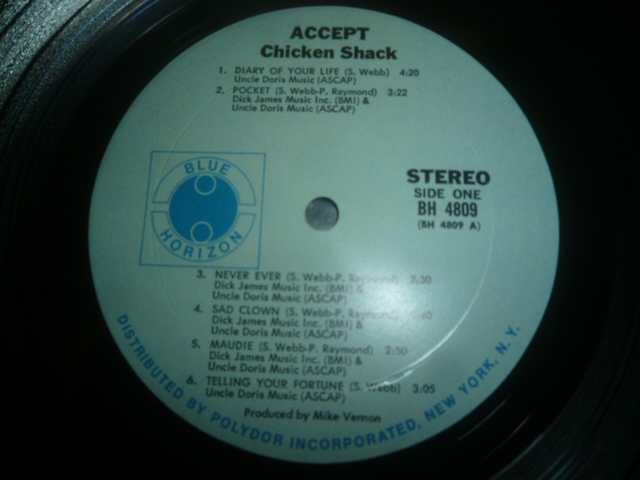 ACCEPT
Chicken Shack
1. DIARY OF YOUR LIFE (S. Webb) 4:20
Uncle Doris Music (ASCAP)
2. POCKET (S. Webb-P. Raymond) 3:22
Dick James Music Inc. (BMI) &
Uncle Doris Music (ASCAP)
BLUE
HORIZON
STEREO
SIDE ONE
BH 4809
(BH 4809 A)
3. NEVER EVER (S. Webb-P. Raymond) 2:30
Dick James Music Inc. (BMI) &
Uncle Doris Music (ASCAP)
4. SAD CLOWN (S. Webb-P. Raymond)
Dick James Music Inc. (BMI) &
Uncle Doris Music (ASCAP)
5. MAUDIE (S. Webb-P. Raymond) 2:50
Dick James Music Inc. (BMI) &
Uncle Doris Music (ASCAP)
6. TELLING YOUR FORTUNE (S. Webb) 3:05
Uncle Doris Music (ASCAP)
Produced by Mike Vernon
DISTRIBUTED BY POLYDOR INCORPORATED, NEW YORK, N. Y.